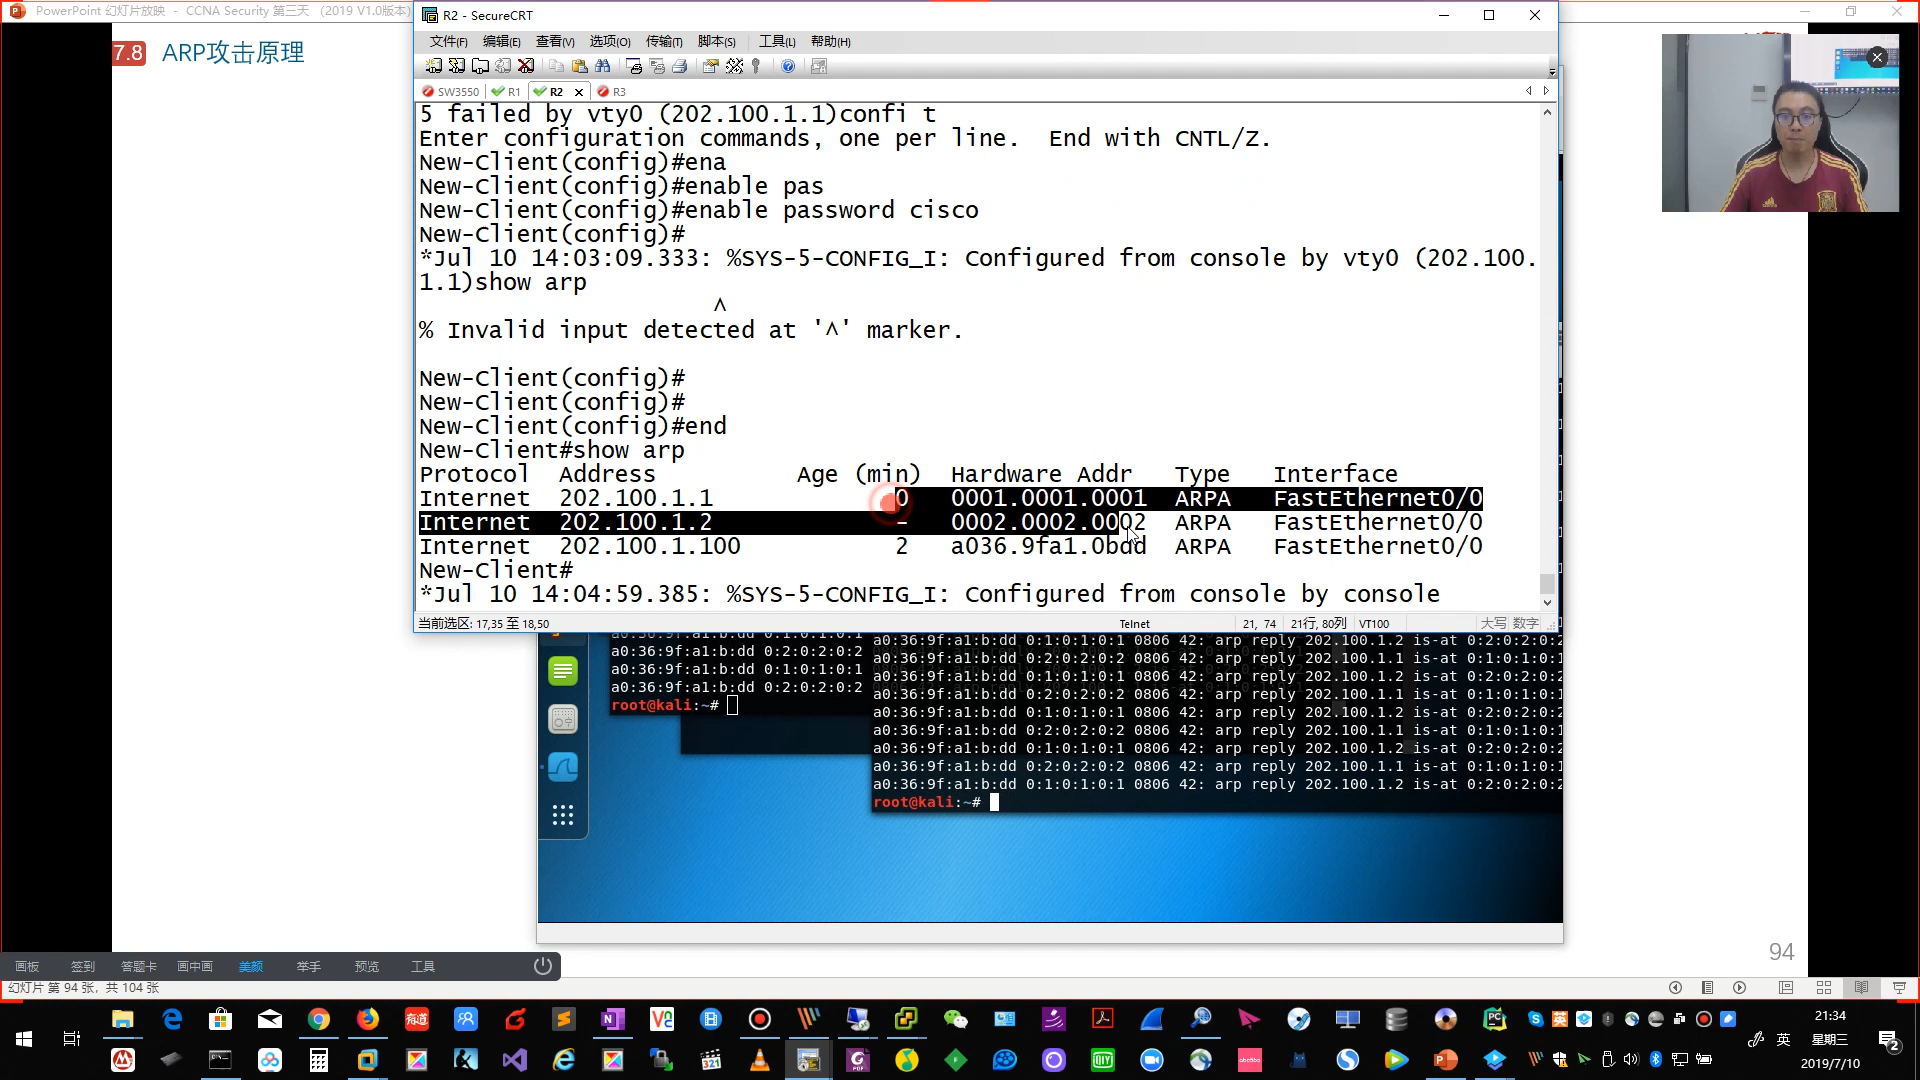 PowerPoint 幻灯片放映 - CCNA Security 第三天 （2019 V1.0版本）
R2 - SecureCRT
7.8 ARP攻击原理
文件(F) 编辑(E) 查看(V) 选项(O) 传输(T) 脚本(S) 工具(L) 帮助(H)
SW3550 R1 R2 R3
5 failed by vty0 (202.100.1.1)confi t
Enter configuration commands, one per line.  End with CNTL/Z.
New-Client(config)#ena
New-Client(config)#enable pas
New-Client(config)#enable password cisco
New-Client(config)#
*Jul 10 14:03:09.333: %SYS-5-CONFIG_I: Configured from console by vty0 (202.100.
1.1)show arp
^
% Invalid input detected at '^' marker.
New-Client(config)#
New-Client(config)#
New-Client(config)#end
New-Client#show arp
Protocol  Address          Age (min)  Hardware Addr   Type   Interface
Internet  202.100.1.1             0   0001.0001.0001  ARPA   FastEthernet0/0
Internet  202.100.1.2             -   0002.0002.0002  ARPA   FastEthernet0/0
Internet  202.100.1.100           2   a036.9fa1.0bdd  ARPA   FastEthernet0/0
New-Client#
*Jul 10 14:04:59.385: %SYS-5-CONFIG_I: Configured from console by console
当前选区: 17,35 至 18,50 Telnet 21, 74 21行, 80列 VT100 大写 数字
a0:36:9f:a1:b:dd 0:1:0:1:0:1
a0:36:9f:a1:b:dd 0:2:0:2:0:2
a0:36:9f:a1:b:dd 0:1:0:1:0:1
a0:36:9f:a1:b:dd 0:2:0:2:0:2
root@kali:~#
a0:36:9f:a1:b:dd 0:1:0:1:0:1 0806 42: arp reply 202.100.1.2 is-at 0:2:0:2:0:2
a0:36:9f:a1:b:dd 0:2:0:2:0:2 0806 42: arp reply 202.100.1.1 is-at 0:1:0:1:0:1
a0:36:9f:a1:b:dd 0:1:0:1:0:1 0806 42: arp reply 202.100.1.2 is-at 0:2:0:2:0:2
a0:36:9f:a1:b:dd 0:2:0:2:0:2 0806 42: arp reply 202.100.1.1 is-at 0:1:0:1:0:1
a0:36:9f:a1:b:dd 0:1:0:1:0:1 0806 42: arp reply 202.100.1.2 is-at 0:2:0:2:0:2
a0:36:9f:a1:b:dd 0:2:0:2:0:2 0806 42: arp reply 202.100.1.1 is-at 0:1:0:1:0:1
a0:36:9f:a1:b:dd 0:1:0:1:0:1 0806 42: arp reply 202.100.1.2 is-at 0:2:0:2:0:2
a0:36:9f:a1:b:dd 0:2:0:2:0:2 0806 42: arp reply 202.100.1.1 is-at 0:1:0:1:0:1
a0:36:9f:a1:b:dd 0:1:0:1:0:1 0806 42: arp reply 202.100.1.2 is-at 0:2:0:2:0:2
root@kali:~#
94
画板 签到 答题卡 画中画 美颜 举手 预览 工具
幻灯片 第 94 张，共 104 张
21:34
英 星期三
2019/7/10